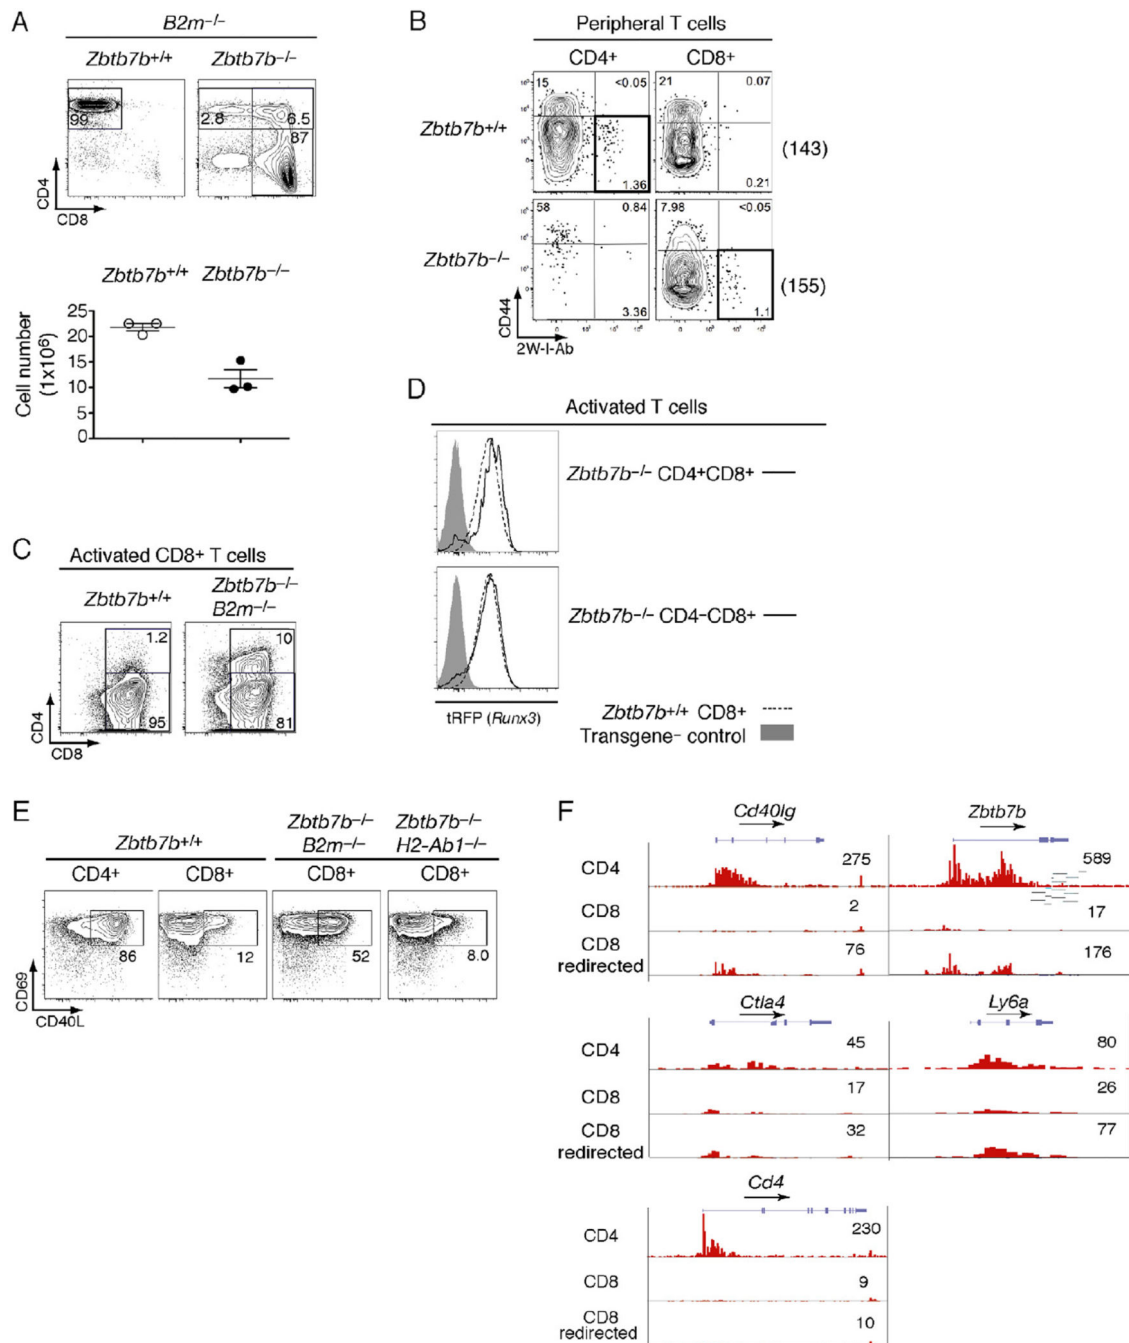 A
B2m–/–
Zbtb7b+/+
Zbtb7b–/–
99
2.8
6.5
87
CD4
CD8
Zbtb7b+/+
Zbtb7b–/–
Cell number
(1x10⁶)
25
20
15
10
5
0
B
Peripheral T cells
CD4+
CD8+
Zbtb7b+/+
15
<0.05
1.36
21
0.07
0.21
(143)
Zbtb7b–/–
58
0.84
3.36
7.98
<0.05
1.1
(155)
CD44
2W-I-Ab
C
Activated CD8+ T cells
Zbtb7b+/+
Zbtb7b–/–
B2m–/–
1.2
95
10
81
CD4
CD8
D
Activated T cells
Zbtb7b–/– CD4+CD8+
Zbtb7b–/– CD4–CD8+
tRFP (Runx3)
Zbtb7b+/+ CD8+
Transgene– control
E
Zbtb7b+/+
Zbtb7b–/–
B2m–/–
Zbtb7b–/–
H2-Ab1–/–
CD4+
CD8+
CD8+
CD8+
86
12
52
8.0
CD69
CD40L
F
Cd40lg
Zbtb7b
CD4
275
589
CD8
2
17
CD8
redirected
76
176
Ctla4
Ly6a
CD4
45
80
CD8
17
26
CD8
redirected
32
77
Cd4
CD4
230
CD8
9
CD8
redirected
10